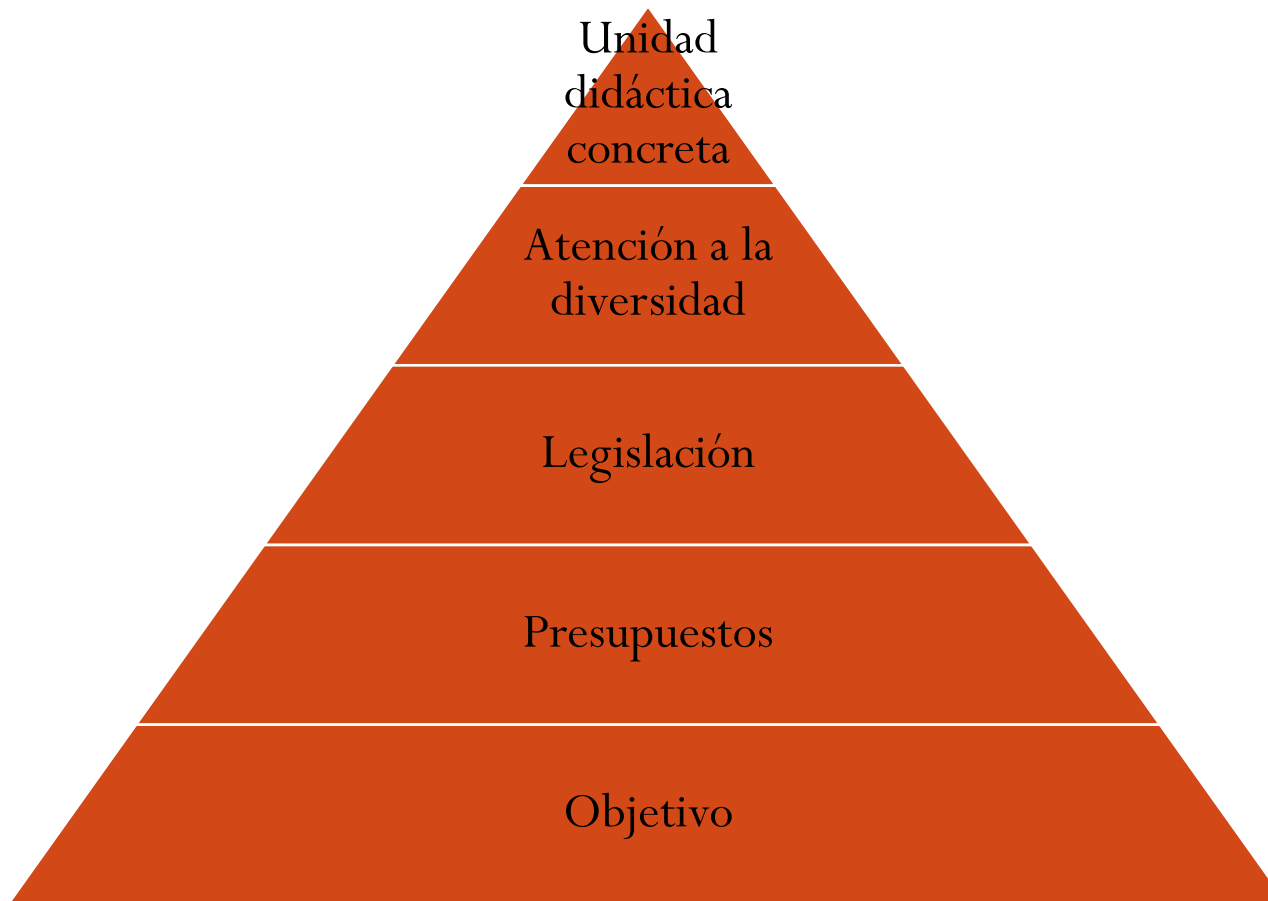 Unidad
didáctica
concreta
Atención a la
diversidad
Legislación
Presupuestos
Objetivo